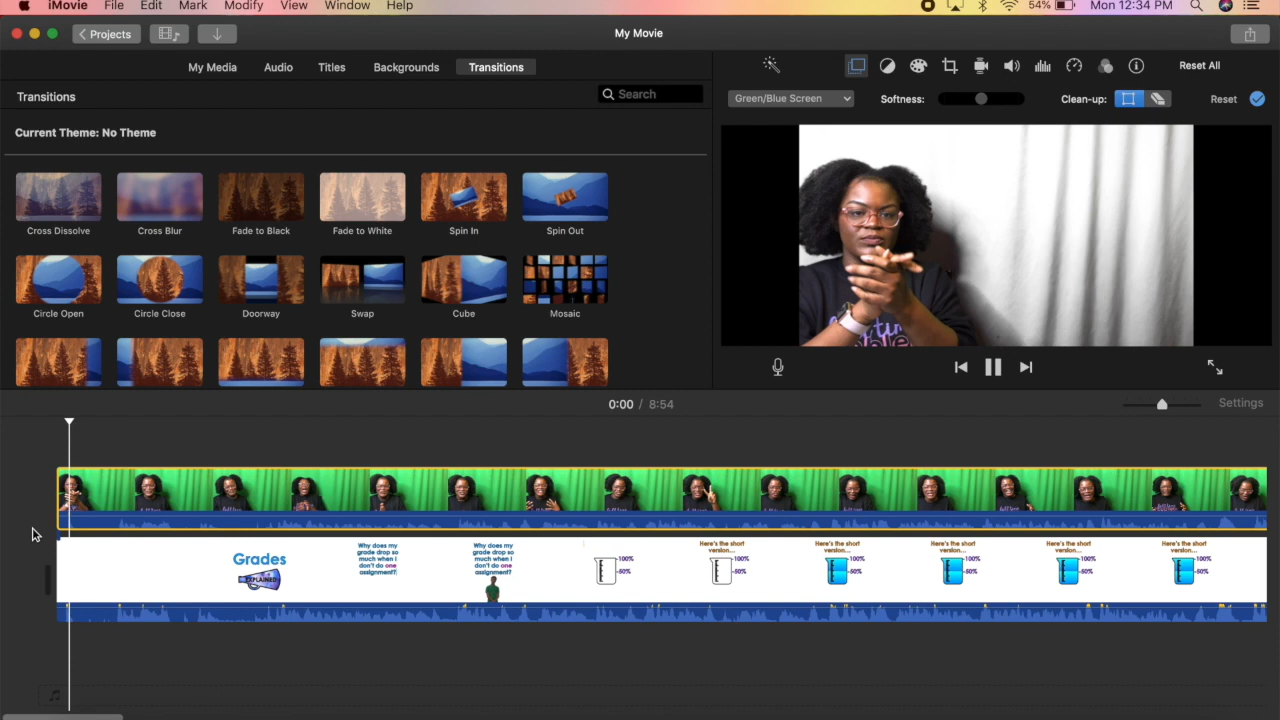 iMovie File Edit Mark Modify View Window Help 54% Mon 12:34 PM
Projects My Movie
My Media Audio Titles Backgrounds Transitions Reset All
Transitions Search Green/Blue Screen Softness: Clean-up: Reset
Current Theme: No Theme
Cross Dissolve Cross Blur Fade to Black Fade to White Spin In Spin Out
Circle Open Circle Close Doorway Swap Cube Mosaic
0:00 / 8:54 Settings
Grades
EXPLAINED
Why does my
grade drop so
much when I
don't do one
assignment?
Why does my
grade drop so
much when I
don't do one
assignment?
100%
50%
Here's the short
version...
100%
50%
Here's the short
version...
100%
50%
Here's the short
version...
100%
50%
Here's the short
version...
100%
50%
Here's the short
version...
100%
50%